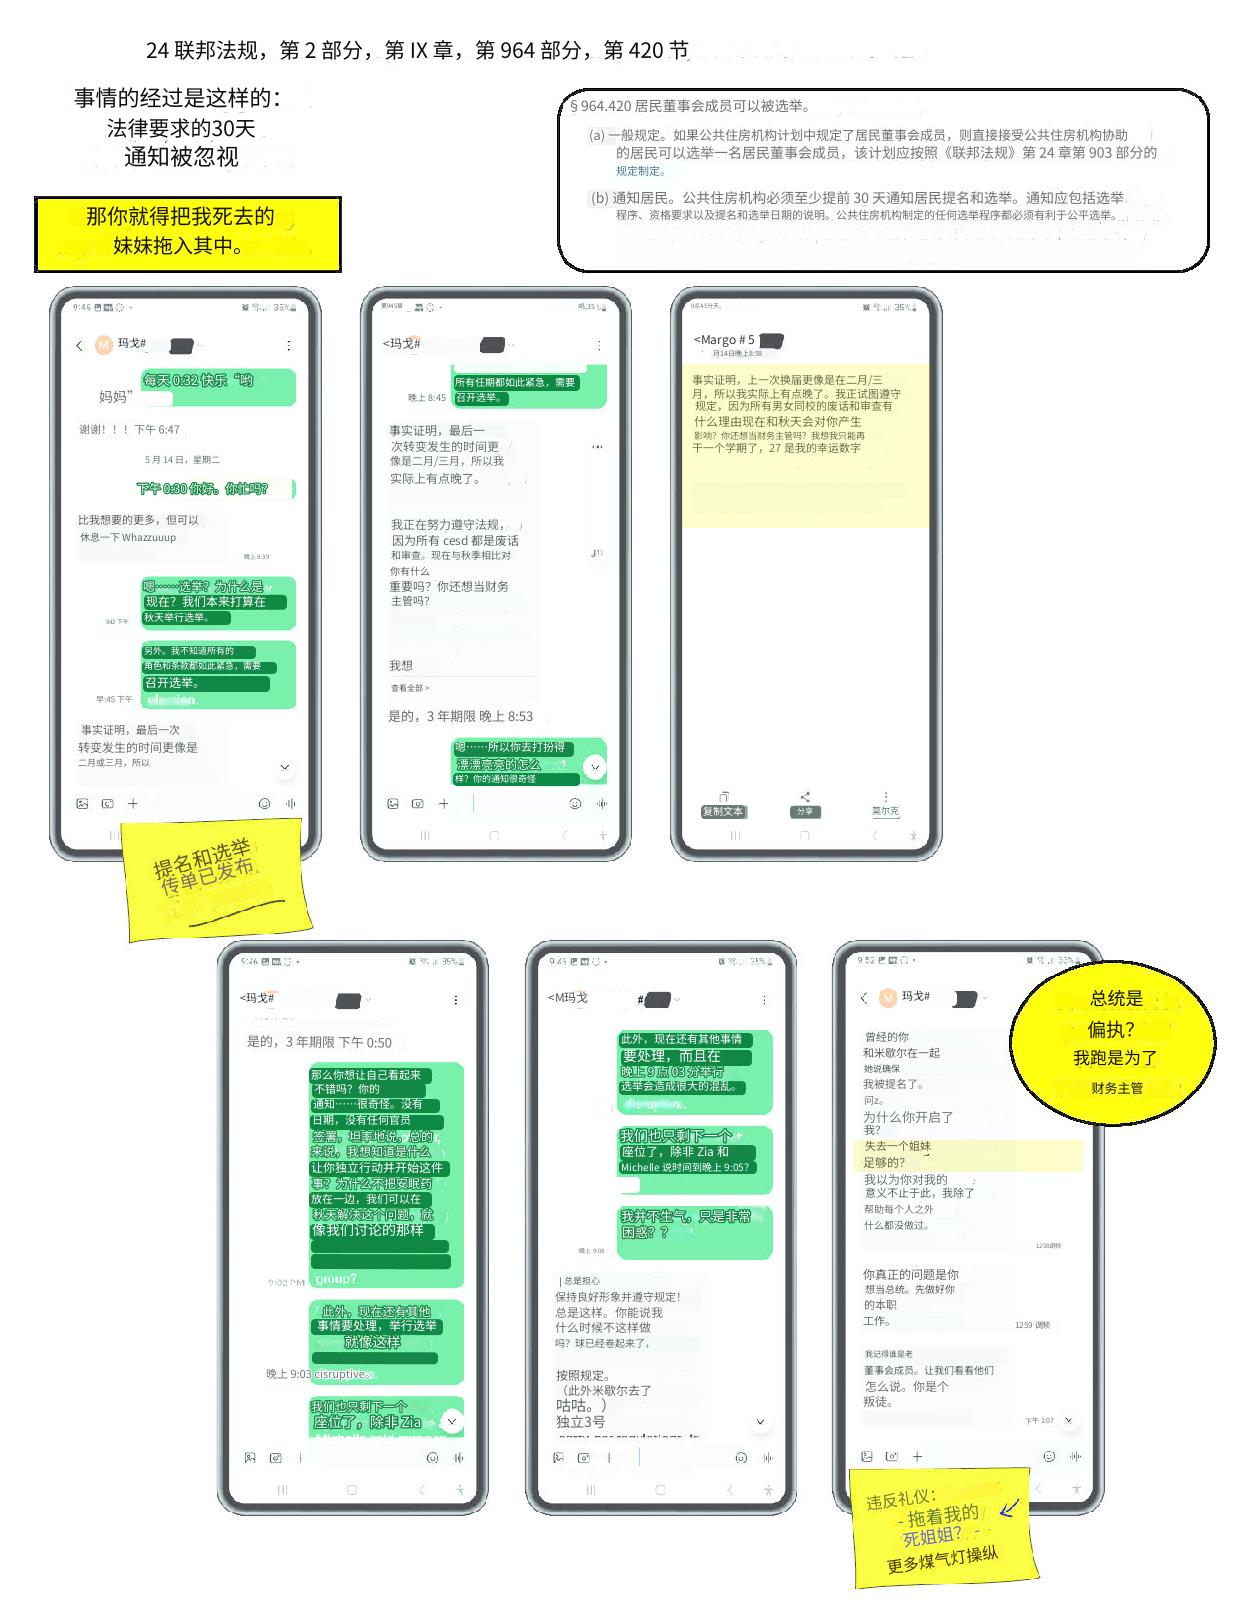 24 联邦法规，第 2 部分，第 IX 章，第 964 部分，第 420 节
事情的经过是这样的：
法律要求的30天
通知被忽视
那你就得把我死去的
妹妹拖入其中。
§ 964.420 居民董事会成员可以被选举。
(a) 一般规定。如果公共住房机构计划中规定了居民董事会成员，则直接接受公共住房机构协助
的居民可以选举一名居民董事会成员，该计划应按照《联邦法规》第 24 章第 903 部分的
规定制定。
(b) 通知居民。公共住房机构必须至少提前 30 天通知居民提名和选举。通知应包括选举
程序、资格要求以及提名和选举日期的说明。公共住房机构制定的任何选举程序都必须有利于公平选举。
9:46
35%
玛戈#
每天 0:32 快乐“哟
妈妈”
谢谢！！！下午 6:47
5 月 14 日，星期二
下午 0:30 你好。你忙吗？
比我想要的更多，但可以
休息一下 Whazzuuup
晚上 8:39
嗯……选举？为什么是
现在？我们本来打算在
秋天举行选举。
842 下午
另外。我不知道所有的
角色和条款都如此紧急，需要
召开选举。
election.
早:45 下午
事实证明，最后一次
转变发生的时间更像是
二月或三月，所以
提名和选举
传单已发布
第945章
鸡,35
<玛戈#
所有任期都如此紧急，需要
召开选举。
晚上 8:45
事实证明，最后一
次转变发生的时间更
像是二月/三月，所以我
实际上有点晚了。
我正在努力遵守法规，
因为所有 cesd 都是废话
和审查。现在与秋季相比对
你有什么
重要吗？你还想当财务
主管吗？
我想
查看全部 >
是的，3 年期限 晚上 8:53
嗯……所以你去打扮得
漂漂亮亮的怎么
样？你的通知很奇怪
9点45分天。
36%
<Margo # 5
月14日晚上8:58
事实证明，上一次换届更像是在二月/三
月，所以我实际上有点晚了。我正试图遵守
规定，因为所有男女同校的废话和审查有
什么理由现在和秋天会对你产生
影响？你还想当财务主管吗？我想我只能再
干一个学期了，27 是我的幸运数字
复制文本
分享
莫尔克
9:46
35%
<玛戈#
是的，3 年期限 下午 0:50
那么你想让自己看起来
不错吗？你的
通知……很奇怪。没有
日期，没有任何官员
签署，坦率地说，总的
来说，我想知道是什么
让你独立行动并开始这件
事？为什么不把安眠药
放在一边，我们可以在
秋天解决这个问题，就
像我们讨论的那样
group?
9:02 PM
此外，现在还有其他
事情要处理，举行选举
就像这样
晚上 9:03 cisruptive.
我们也只剩下一个
座位了，除非 Zia
9:45
35%
<M玛戈
#
此外，现在还有其他事情
要处理，而且在
晚上 9 点 03 分举行
选举会造成很大的混乱。
我们也只剩下一个
座位了，除非 Zia 和
Michelle 说时间到晚上 9:05？
我并不生气，只是非常
困惑？？
晚上 9:08
| 总是担心
保持良好形象并遵守规定！
总是这样。你能说我
什么时候不这样做
吗？球已经卷起来了，
按照规定。
（此外米歇尔去了
咕咕。）
独立3号
9:52
33%
玛戈#
曾经的你
和米歇尔在一起
她说确保
我被提名了。
问z。
为什么你开启了
我？
失去一个姐妹
足够的？
我以为你对我的
意义不止于此，我除了
帮助每个人之外
什么都没做过。
1258调频
你真正的问题是你
想当总统。先做好你
的本职
工作。
1259 调频
我记得谁是老
董事会成员。让我们看看他们
怎么说。你是个
叛徒。
下午 1:07
总统是
偏执？
我跑是为了
财务主管
违反礼仪：
- 拖着我的
死姐姐？ -
更多煤气灯操纵